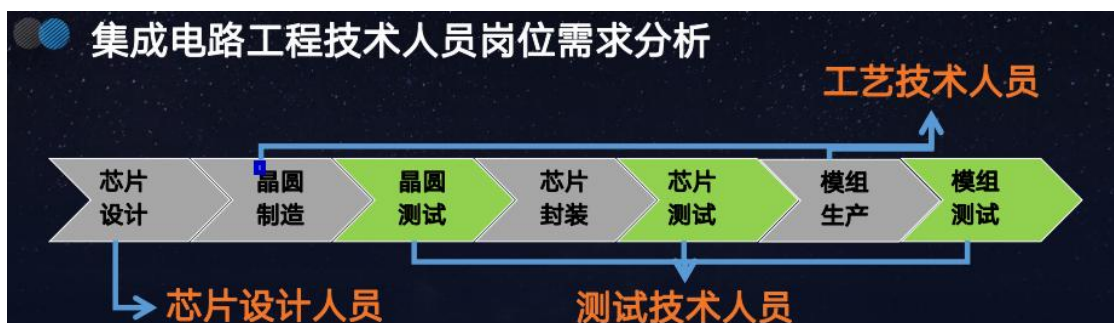 集成电路工程技术人员岗位需求分析
工艺技术人员
芯片
设计
晶圆
制造
晶圆
测试
芯片
封装
芯片
测试
模组
生产
模组
测试
芯片设计人员
测试技术人员